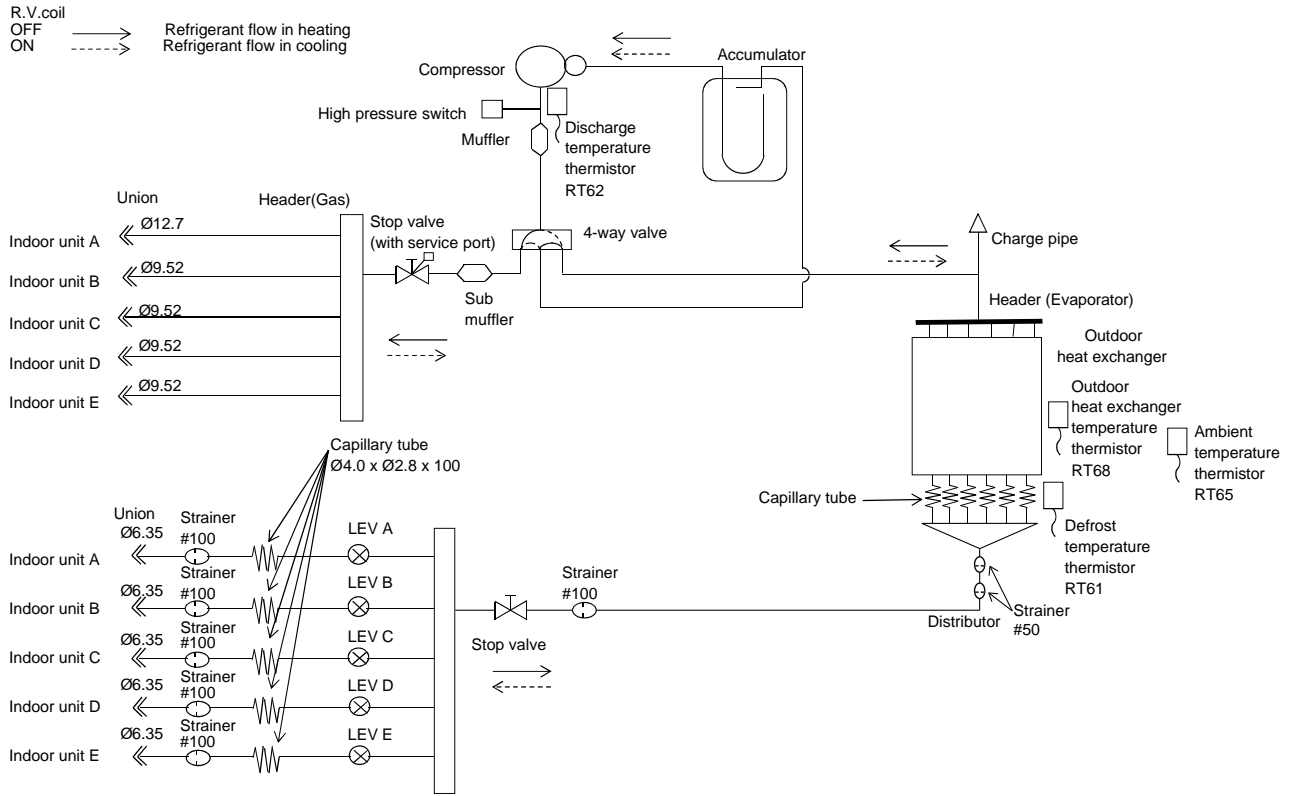 R.V.coil
OFF Refrigerant flow in heating
ON Refrigerant flow in cooling
Compressor
Accumulator
High pressure switch
Muffler
Discharge
temperature
thermistor
RT62
Union
Header(Gas)
Stop valve
(with service port)
4-way valve
Sub
muffler
Indoor unit A
Ø12.7
Indoor unit B
Ø9.52
Indoor unit C
Ø9.52
Indoor unit D
Ø9.52
Indoor unit E
Ø9.52
Charge pipe
Header (Evaporator)
Outdoor
heat exchanger
Outdoor
heat exchanger
temperature
thermistor
RT68
Ambient
temperature
thermistor
RT65
Capillary tube
Defrost
temperature
thermistor
RT61
Distributor
Strainer
#50
Capillary tube
Ø4.0 x Ø2.8 x 100
Union
Indoor unit A
Ø6.35
Strainer
#100
LEV A
Indoor unit B
Ø6.35
Strainer
#100
LEV B
Indoor unit C
Ø6.35
Strainer
#100
LEV C
Indoor unit D
Ø6.35
Strainer
#100
LEV D
Indoor unit E
Ø6.35
Strainer
#100
LEV E
Stop valve
Strainer
#100